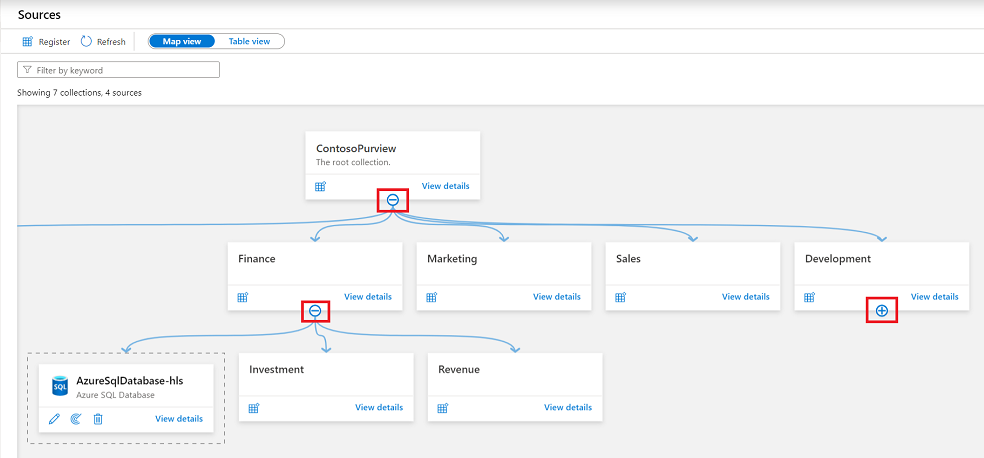 Sources
Register Refresh Map view Table view
Filter by keyword
Showing 7 collections, 4 sources
ContosoPurview
The root collection.
View details
Finance Marketing Sales Development
View details View details View details View details
AzureSqlDatabase-hls Investment Revenue
SQL Azure SQL Database
View details View details View details